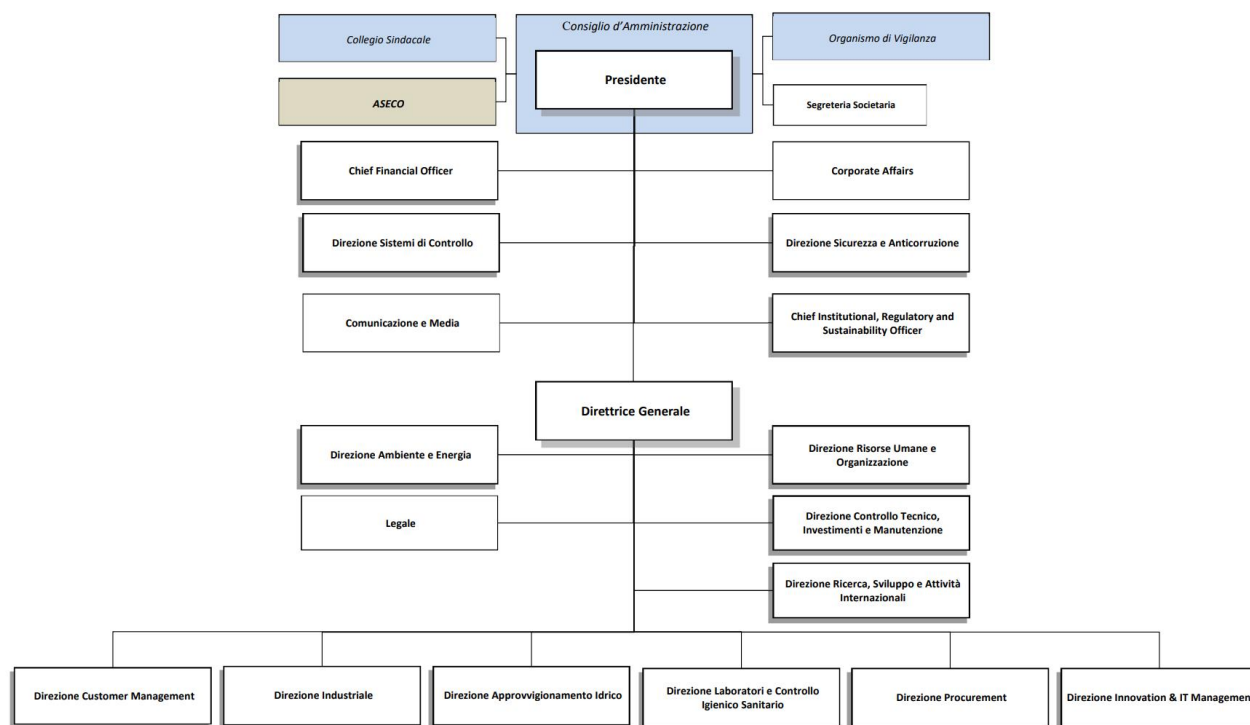 Collegio Sindacale
Consiglio d’Amministrazione
Organismo di Vigilanza
Presidente
ASECO
Segreteria Societaria
Chief Financial Officer
Corporate Affairs
Direzione Sistemi di Controllo
Direzione Sicurezza e Anticorruzione
Comunicazione e Media
Chief Institutional, Regulatory and
Sustainability Officer
Direttrice Generale
Direzione Ambiente e Energia
Direzione Risorse Umane e
Organizzazione
Legale
Direzione Controllo Tecnico,
Investimenti e Manutenzione
Direzione Ricerca, Sviluppo e Attività
Internazionali
Direzione Customer Management
Direzione Industriale
Direzione Approvvigionamento Idrico
Direzione Laboratori e Controllo
Igienico Sanitario
Direzione Procurement
Direzione Innovation & IT Management